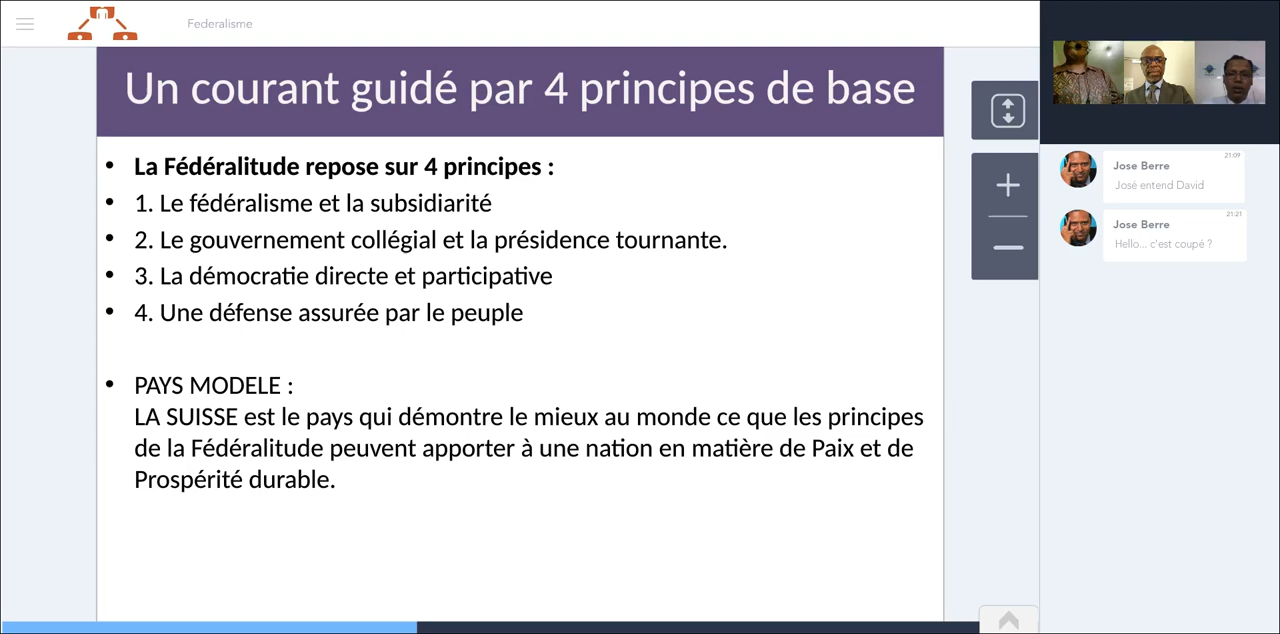 Federalisme
Un courant guidé par 4 principes de base
• La Fédéralitude repose sur 4 principes :
• 1. Le fédéralisme et la subsidiarité
• 2. Le gouvernement collégial et la présidence tournante.
• 3. La démocratie directe et participative
• 4. Une défense assurée par le peuple
• PAYS MODELE :
LA SUISSE est le pays qui démontre le mieux au monde ce que les principes
de la Fédéralitude peuvent apporter à une nation en matière de Paix et de
Prospérité durable.
21:09
Jose Berre
José entend David
21:21
Jose Berre
Hello... c'est coupé ?